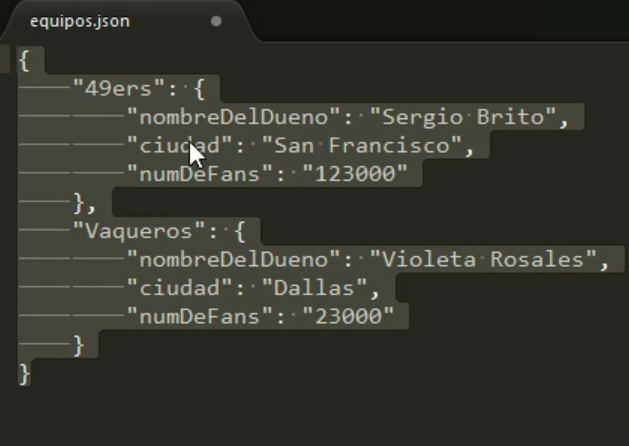 equipos.json
{
"49ers": {
"nombreDelDueno": "Sergio Brito",
"ciudad": "San Francisco",
"numDeFans": "123000"
},
"Vaqueros": {
"nombreDelDueno": "Violeta Rosales",
"ciudad": "Dallas",
"numDeFans": "23000"
}
}